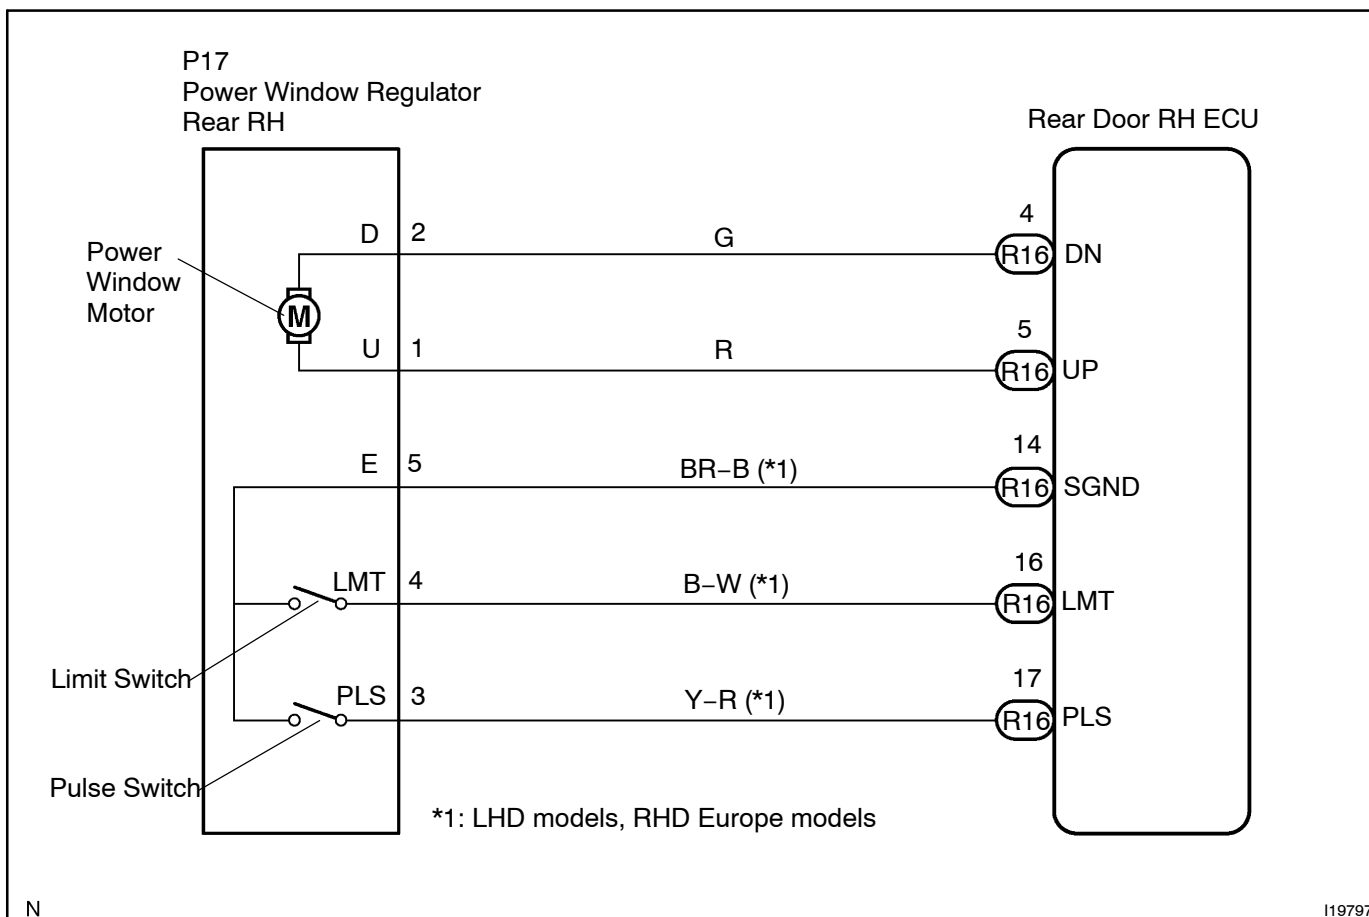 P17
Power Window Regulator
Rear RH
Rear Door RH ECU
Power
Window
Motor
M
D
2
G
4
R16
DN
U
1
R
5
R16
UP
E
5
BR−B (*1)
14
R16
SGND
LMT
4
B−W (*1)
16
R16
LMT
Limit Switch
PLS
3
Y−R (*1)
17
R16
PLS
Pulse Switch
*1: LHD models, RHD Europe models
N
I19797